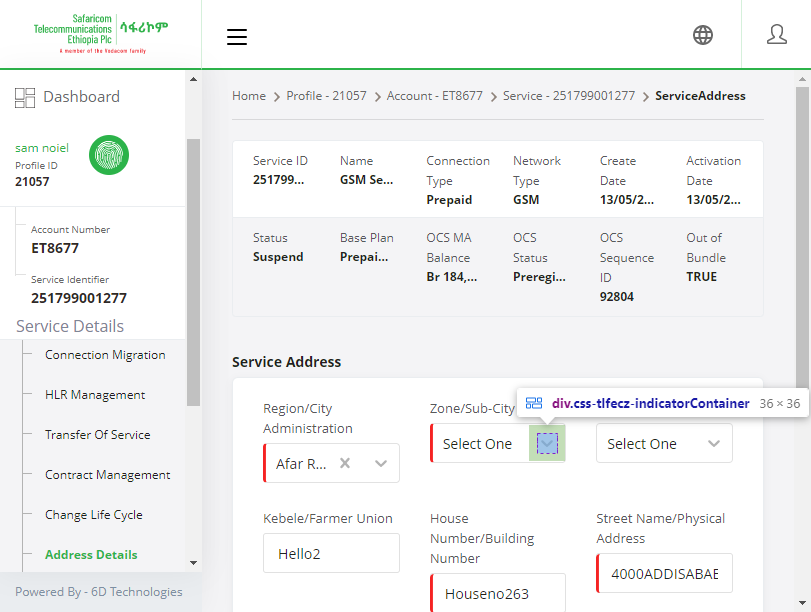 Safaricom
Telecommunications
Ethiopia Plc
ሳፋሪኮም
A member of the Vodacom family
Dashboard
sam noiel
Profile ID
21057
Account Number
ET8677
Service Identifier
251799001277
Service Details
Connection Migration
HLR Management
Transfer Of Service
Contract Management
Change Life Cycle
Address Details
Powered By - 6D Technologies
Home > Profile - 21057 > Account - ET8677 > Service - 251799001277 > ServiceAddress
Service ID
251799...
Name
GSM Se...
Connection
Type
Prepaid
Network
Type
GSM
Create
Date
13/05/2...
Activation
Date
13/05/2...
Status
Suspend
Base Plan
Prepai...
OCS MA
Balance
Br 184,...
OCS
Status
Preregi...
OCS
Sequence
ID
92804
Out of
Bundle
TRUE
Service Address
div.css-tlfecz-indicatorContainer 36 × 36
Region/City
Administration
Afar R...
Zone/Sub-City
Select One
Select One
Kebele/Farmer Union
Hello2
House
Number/Building
Number
Houseno263
Street Name/Physical
Address
4000ADDISABAE